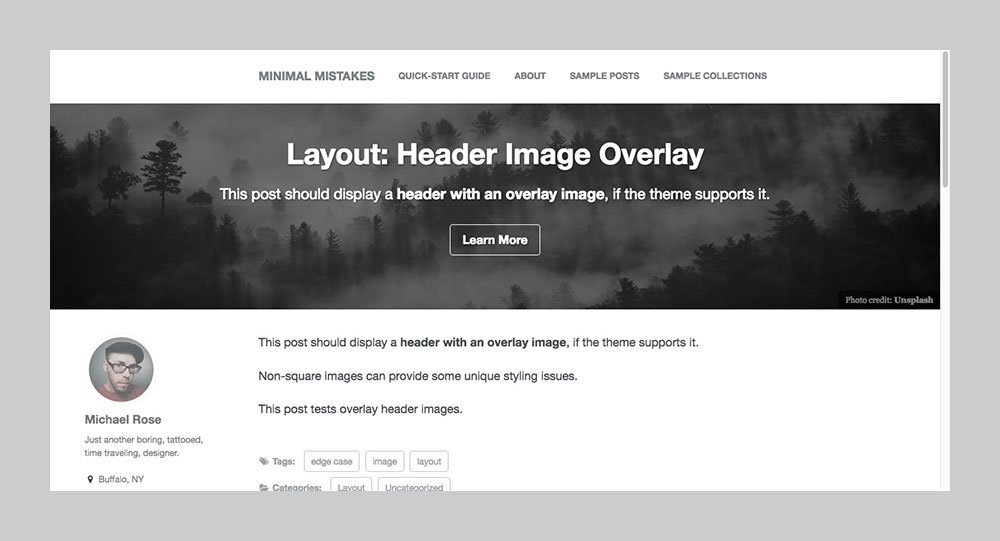 MINIMAL MISTAKES QUICK-START GUIDE ABOUT SAMPLE POSTS SAMPLE COLLECTIONS
Layout: Header Image Overlay
This post should display a header with an overlay image, if the theme supports it.
Learn More
Photo credit: Unsplash
This post should display a header with an overlay image, if the theme supports it.
Non-square images can provide some unique styling issues.
This post tests overlay header images.
Michael Rose
Just another boring, tattooed,
time traveling, designer.
Buffalo, NY
Tags: edge case image layout
Categories: Layout Uncategorized